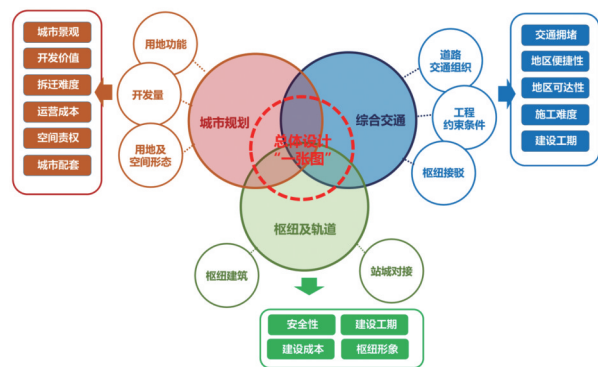 城市景观
开发价值
拆迁难度
运营成本
空间责权
城市配套
用地功能
开发量
用地及
空间形态
城市规划
综合交通
总体设计
“一张图”
枢纽及轨道
道路
交通组织
工程
约束条件
枢纽接驳
交通拥堵
地区便捷性
地区可达性
施工难度
建设工期
枢纽建筑
站城对接
安全性
建设工期
建设成本
枢纽形象